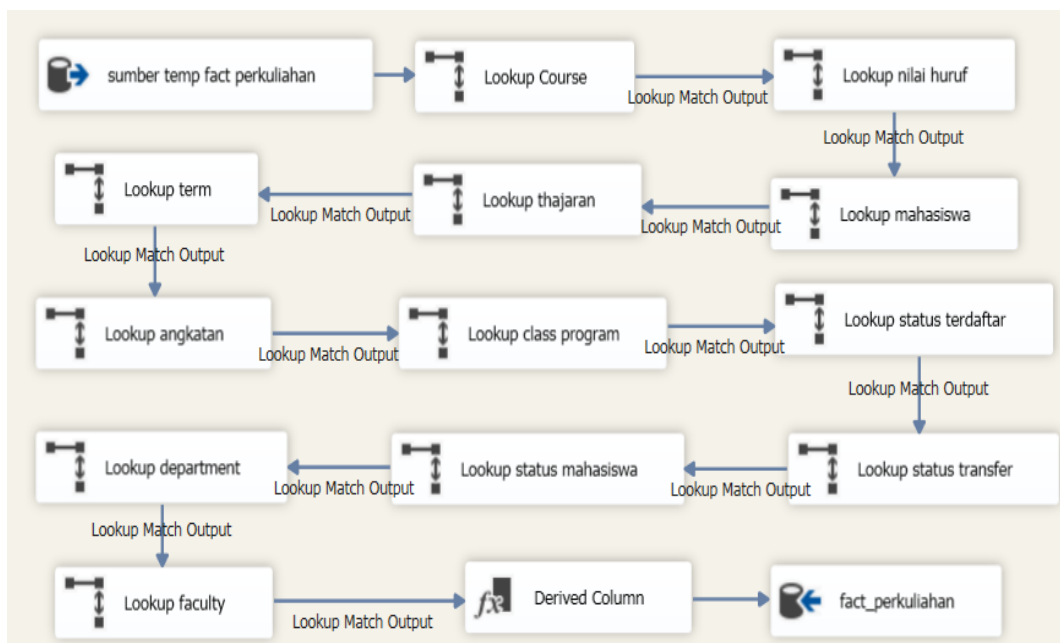 sumber temp fact perkuliahan
Lookup Course
Lookup Match Output
Lookup nilai huruf
Lookup Match Output
Lookup mahasiswa
Lookup Match Output
Lookup thajaran
Lookup Match Output
Lookup term
Lookup Match Output
Lookup angkatan
Lookup Match Output
Lookup class program
Lookup Match Output
Lookup status terdaftar
Lookup Match Output
Lookup status transfer
Lookup Match Output
Lookup status mahasiswa
Lookup Match Output
Lookup department
Lookup Match Output
Lookup faculty
Lookup Match Output
fx
Derived Column
fact_perkuliahan